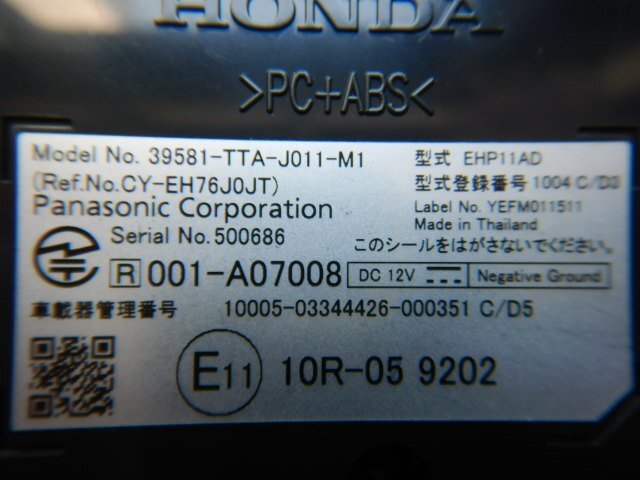 HONDA
>PC+ABS<
Model No. 39581-TTA-J011-M1
(Ref.No.CY-EH76J0JT)
Panasonic Corporation
Serial No. 500686
型式 EHP11AD
型式登録番号 1004 C/D3
Label No. YEFM011511
Made in Thailand
このシールをはがさないでください。
R 001-A07008 DC 12V Negative Ground
車載器管理番号 10005-03344426-000351 C/D5
E11 10R-05 9202